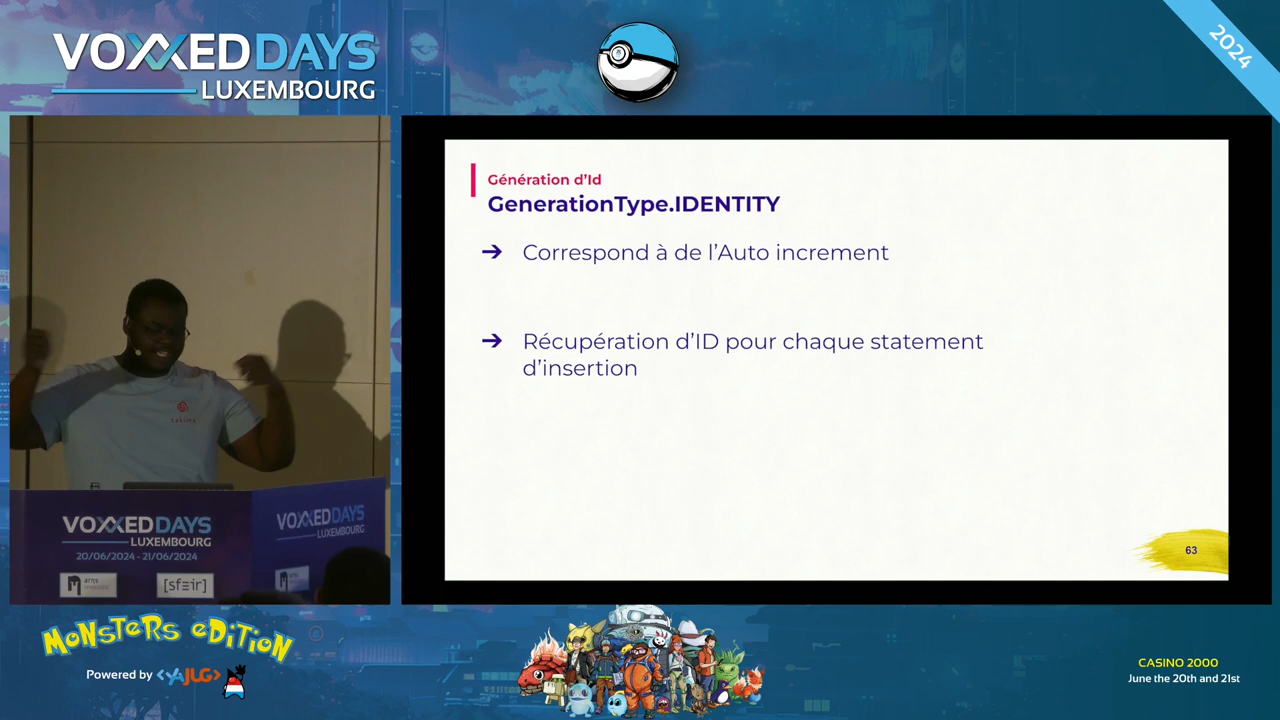 VOXXEDDAYS
LUXEMBOURG
2024
Génération d'Id
GenerationType.IDENTITY
➔ Correspond à de l'Auto increment
➔ Récupération d'ID pour chaque statement
d'insertion
63
takima
VOXXEDDAYS
LUXEMBOURG
20/06/2024 - 21/06/2024
[sfeir]
VOXXEDDAYS
LUXEMBOURG
MONSTERS EDITION
Powered by <YAJUG>
CASINO 2000
June the 20th and 21st